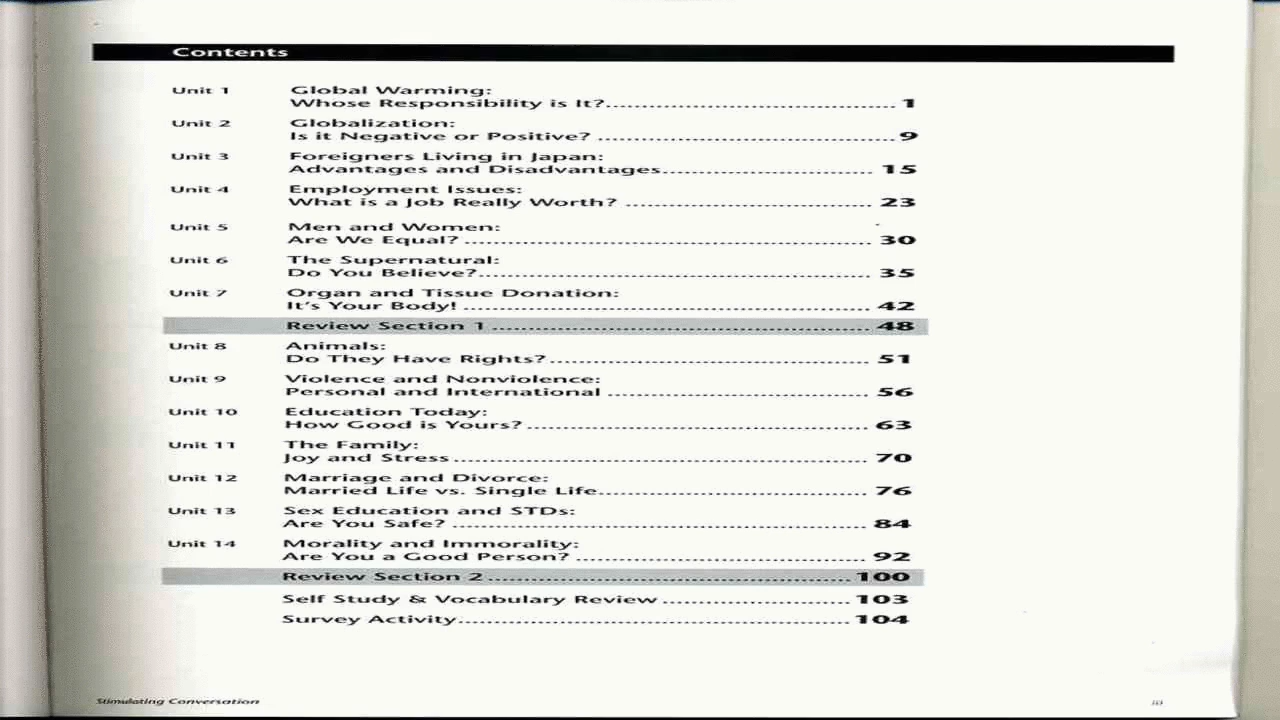 Contents
Unit 1 Global Warming:
Whose Responsibility is It? 1
Unit 2 Globalization:
Is it Negative or Positive? 9
Unit 3 Foreigners Living in Japan:
Advantages and Disadvantages 15
Unit 4 Employment Issues:
What is a Job Really Worth? 23
Unit 5 Men and Women:
Are We Equal? 30
Unit 6 The Supernatural:
Do You Believe? 35
Unit 7 Organ and Tissue Donation:
It's Your Body! 42
Review Section 1 48
Unit 8 Animals:
Do They Have Rights? 51
Unit 9 Violence and Nonviolence:
Personal and International 56
Unit 10 Education Today:
How Good is Yours? 63
Unit 11 The Family:
Joy and Stress 70
Unit 12 Marriage and Divorce:
Married Life vs. Single Life 76
Unit 13 Sex Education and STDs:
Are You Safe? 84
Unit 14 Morality and Immorality:
Are You a Good Person? 92
Review Section 2 100
Self Study & Vocabulary Review 103
Survey Activity 104
Stimulating Conversation iii